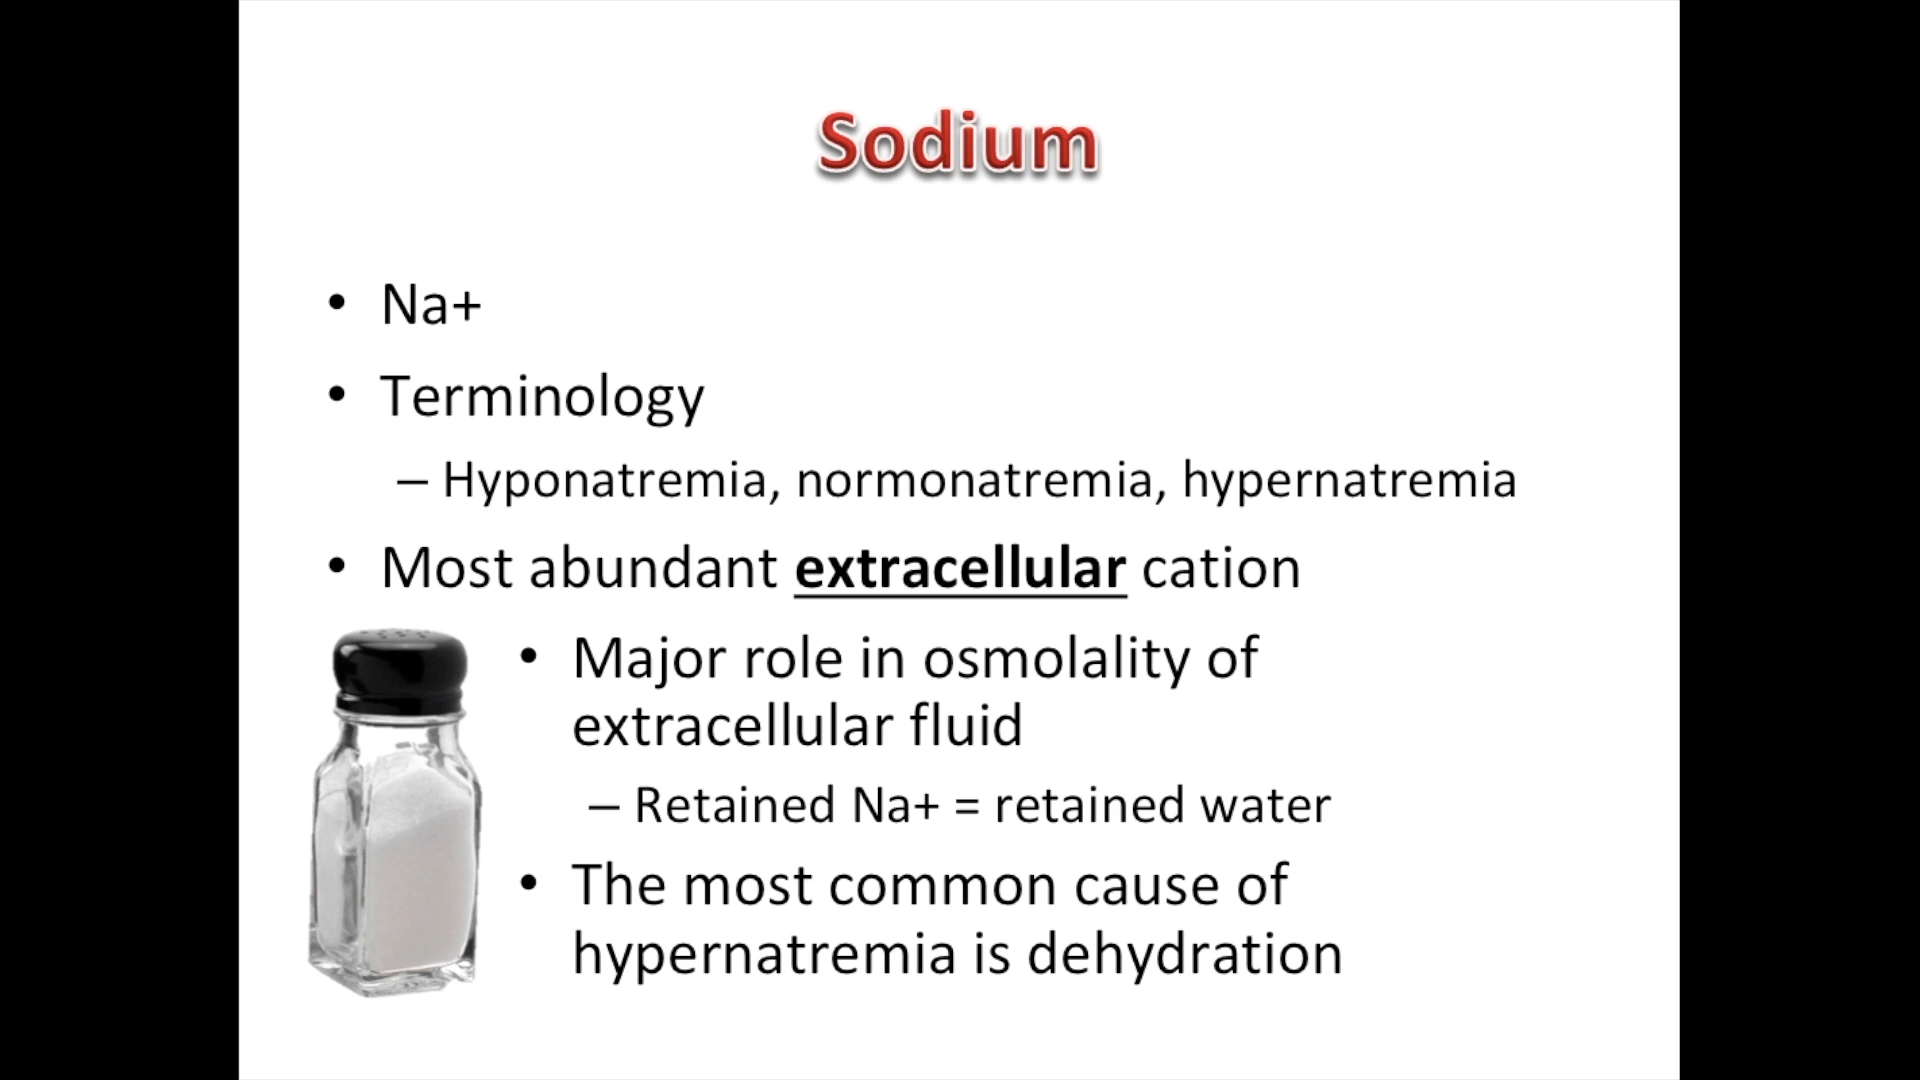 Sodium
• Na+
• Terminology
– Hyponatremia, normonatremia, hypernatremia
• Most abundant extracellular cation
• Major role in osmolality of
extracellular fluid
– Retained Na+ = retained water
• The most common cause of
hypernatremia is dehydration